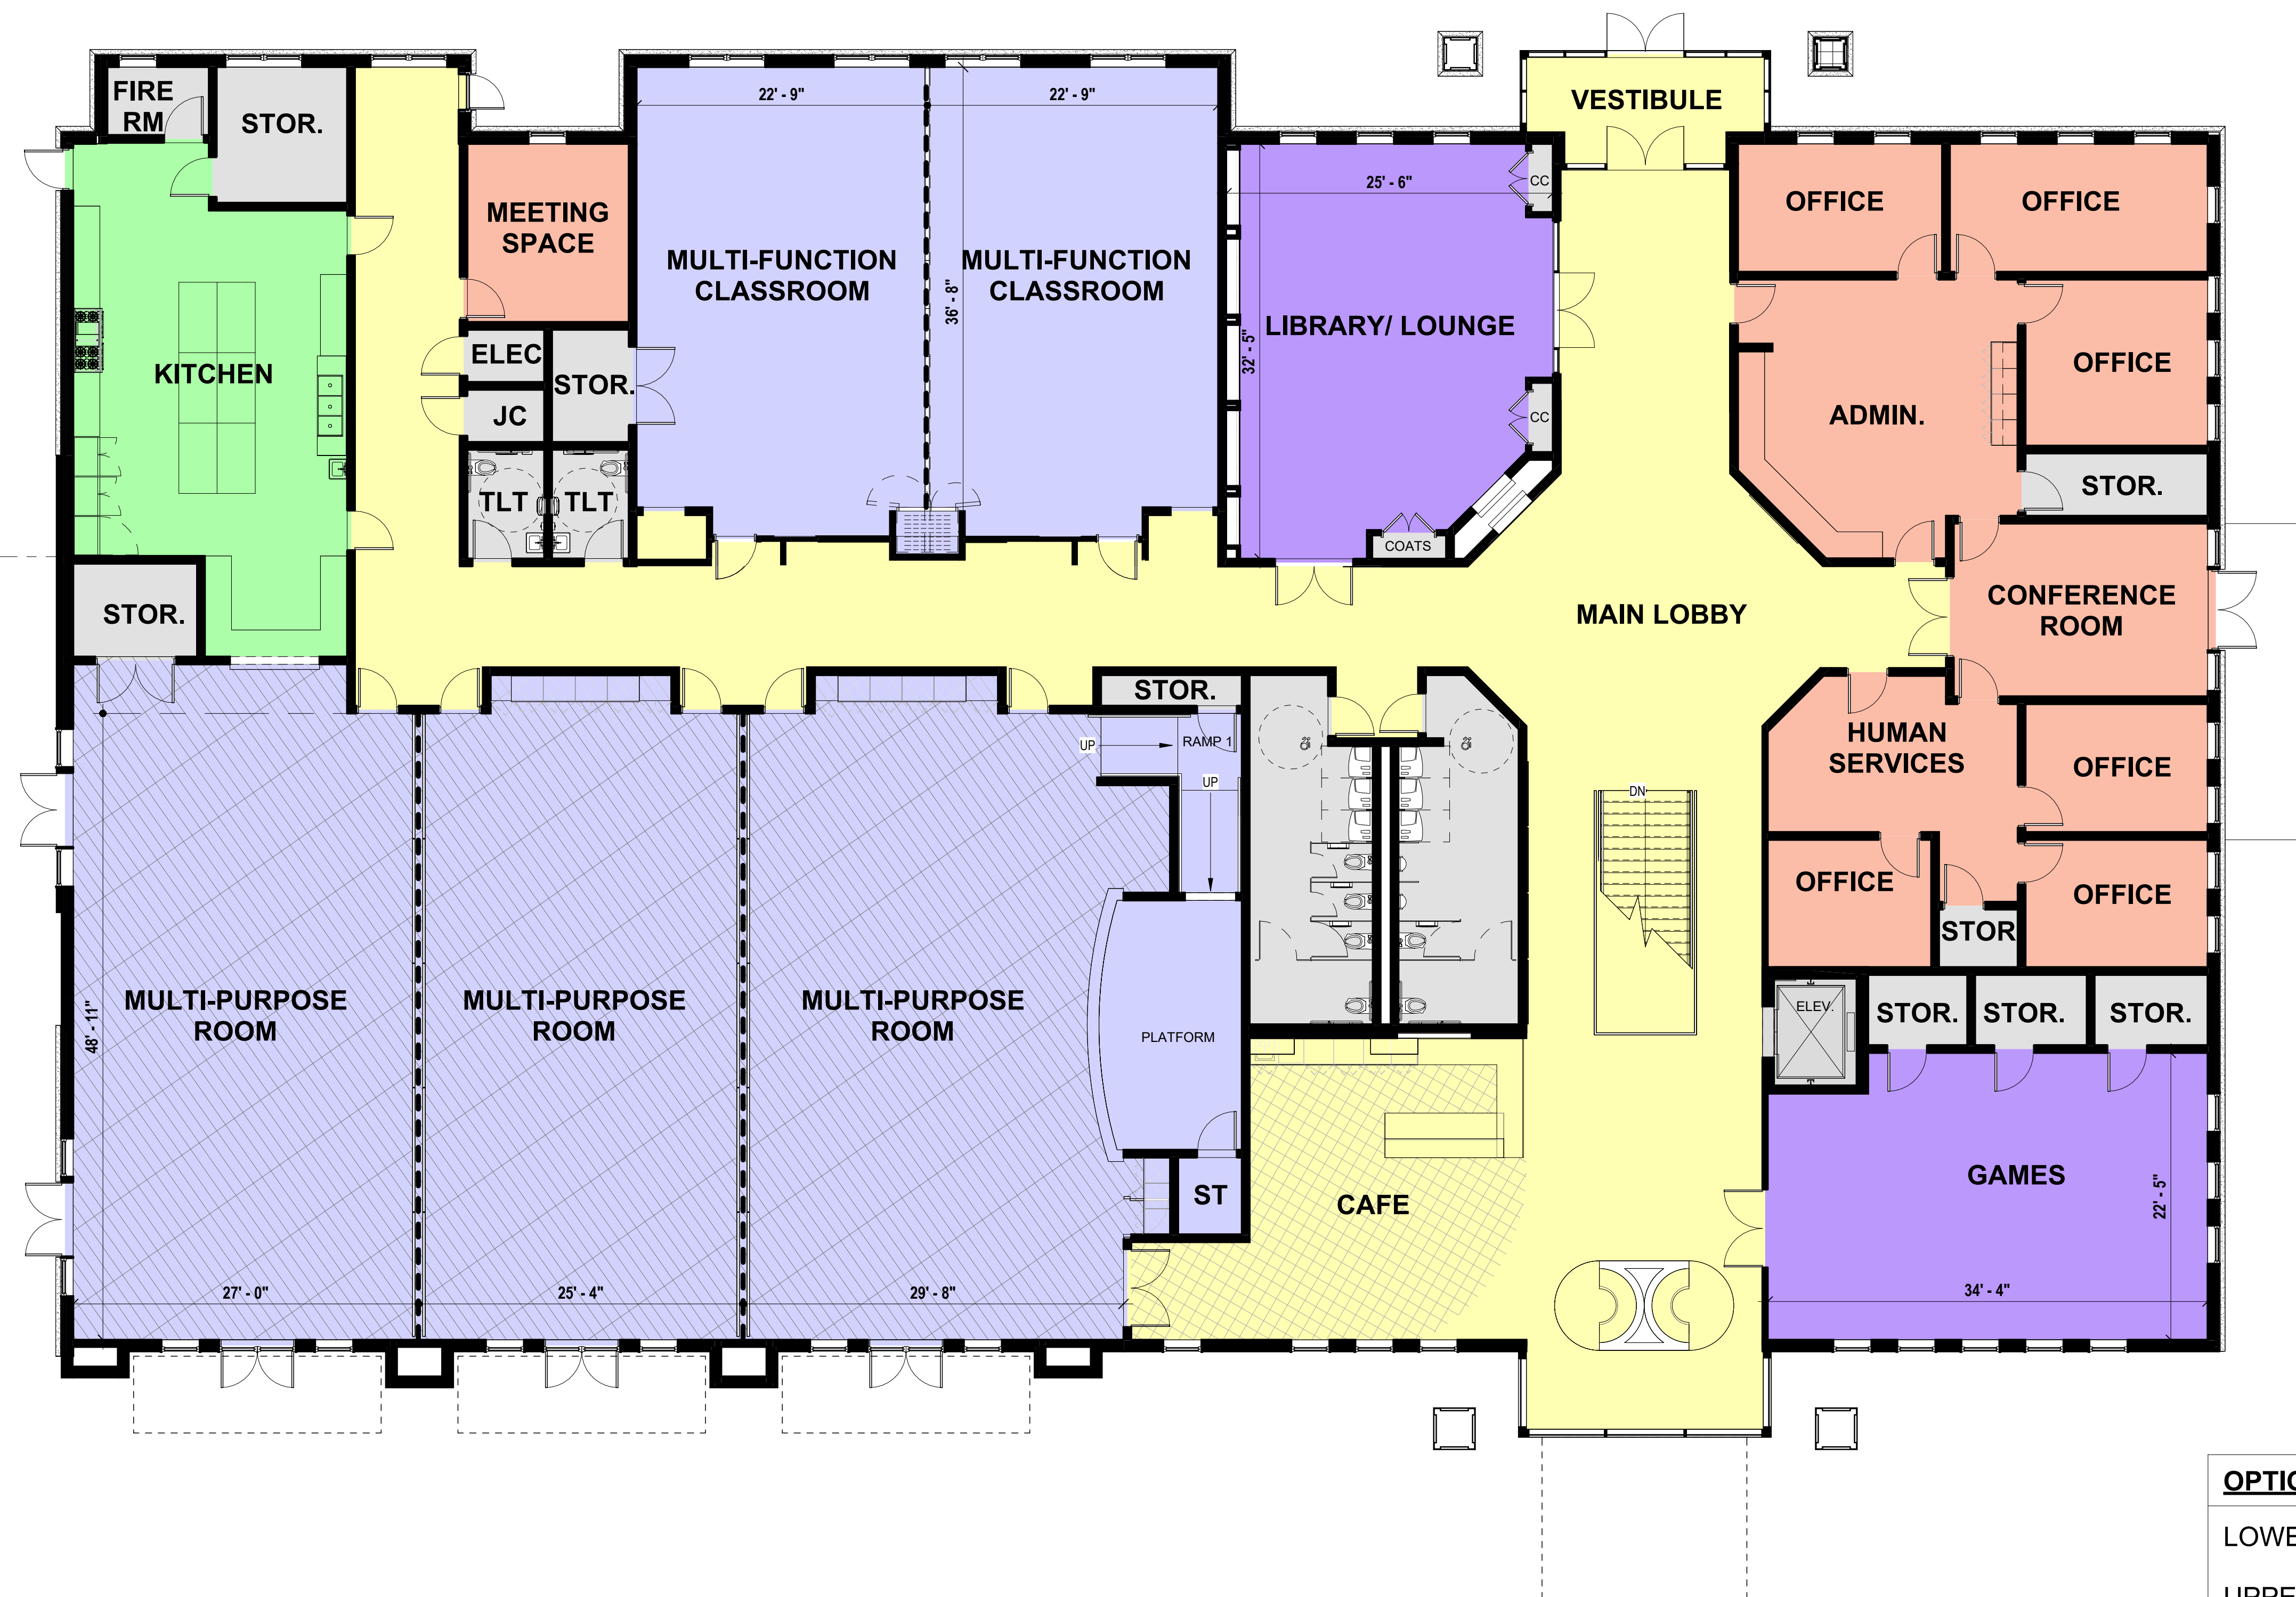 VESTIBULE
FIRE
RM
STOR.
22' - 9"
22' - 9"
25' - 6"
CC
OFFICE
OFFICE
MEETING
SPACE
MULTI-FUNCTION
CLASSROOM
MULTI-FUNCTION
CLASSROOM
36' - 8"
LIBRARY/ LOUNGE
32' - 5"
KITCHEN
ELEC
STOR.
JC
CC
OFFICE
ADMIN.
TLT
TLT
STOR.
COATS
STOR.
MAIN LOBBY
CONFERENCE
ROOM
STOR.
UP
RAMP 1
UP
HUMAN
SERVICES
OFFICE
DN
OFFICE
OFFICE
STOR
MULTI-PURPOSE
ROOM
MULTI-PURPOSE
ROOM
MULTI-PURPOSE
ROOM
48' - 11"
PLATFORM
ELEV.
STOR.
STOR.
STOR.
ST
CAFE
GAMES
22' - 5"
27' - 0"
25' - 4"
29' - 8"
34' - 4"